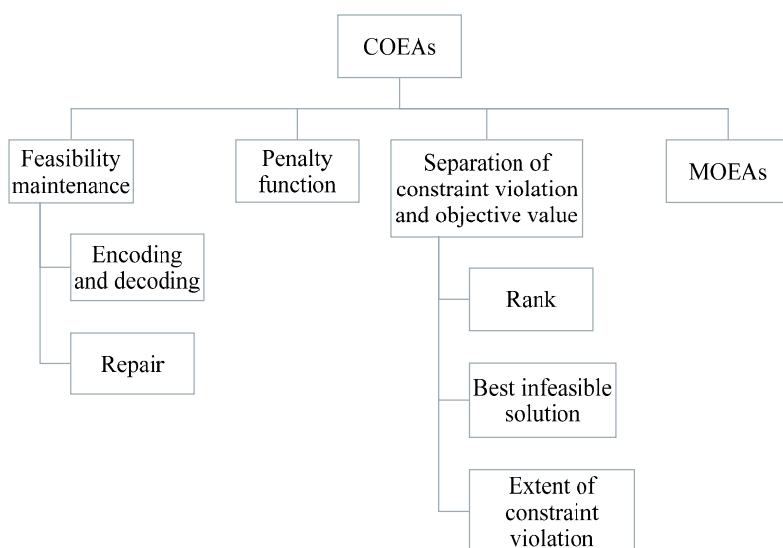 COEAs
Feasibility
maintenance
Penalty
function
Separation of
constraint violation
and objective value
MOEAs
Encoding
and decoding
Repair
Rank
Best infeasible
solution
Extent of
constraint
violation